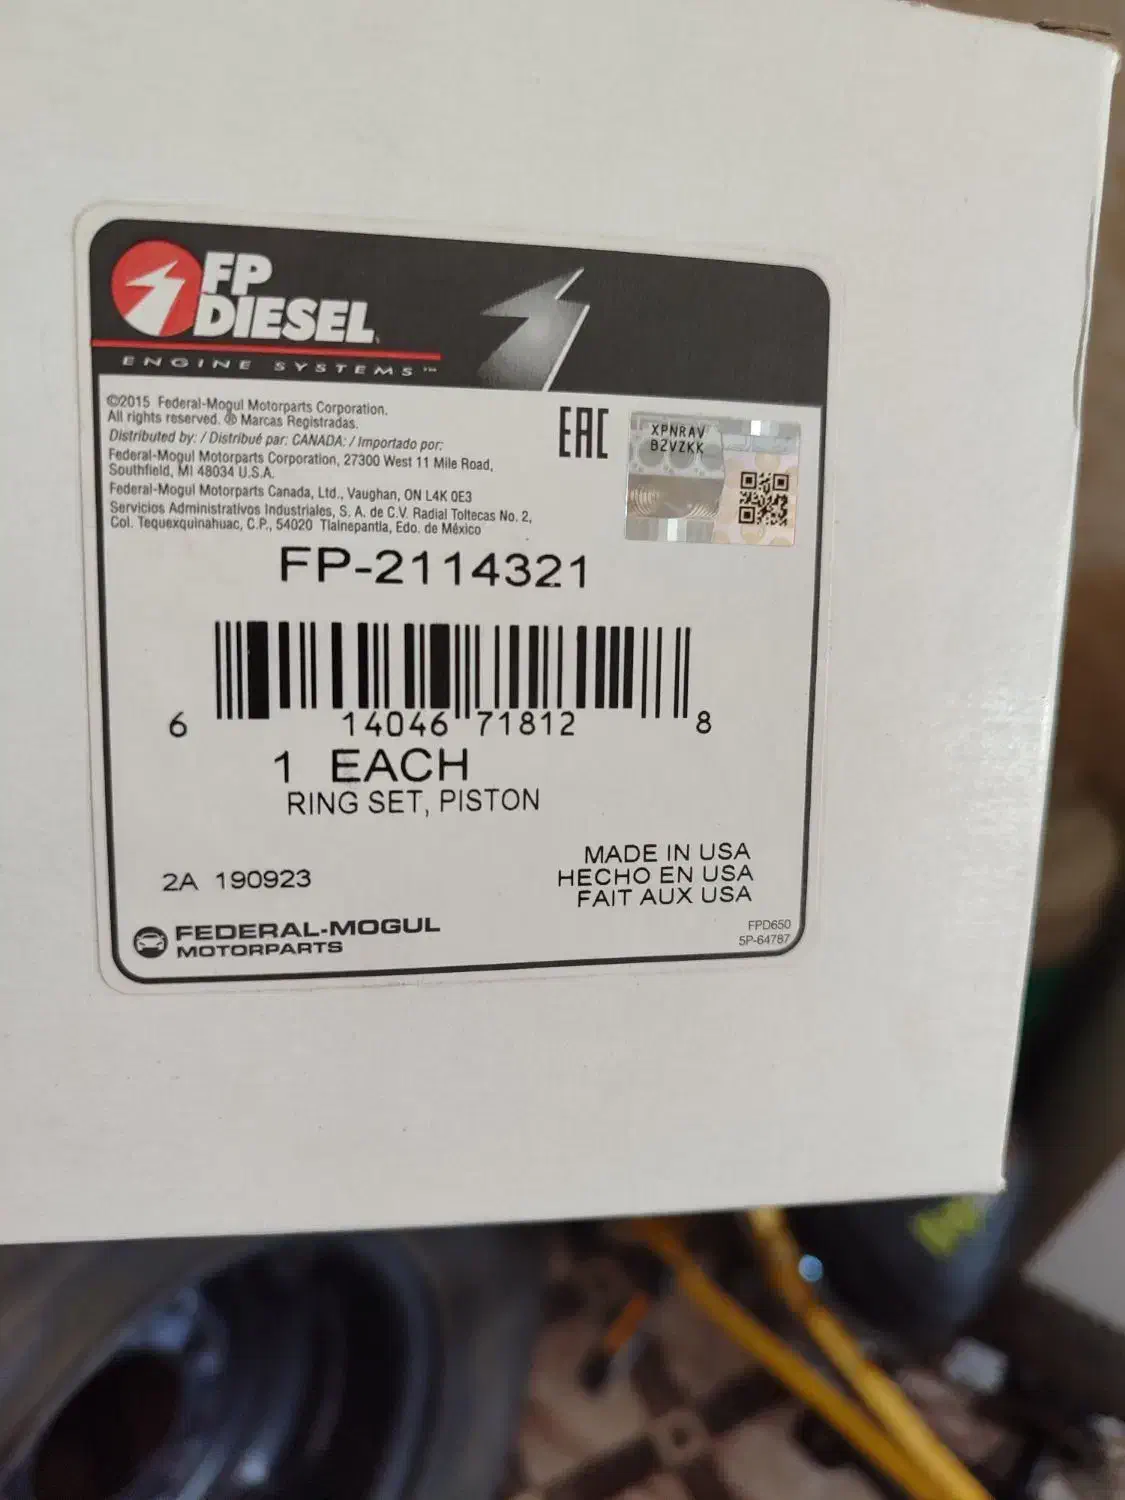 FP
DIESEL
ENGINE SYSTEMS™
©2015 Federal-Mogul Motorparts Corporation.
All rights reserved. ® Marcas Registradas.
Distributed by: / Distribué par: CANADA: / Importado por:
Federal-Mogul Motorparts Corporation, 27300 West 11 Mile Road,
Southfield, MI 48034 U.S.A.
Federal-Mogul Motorparts Canada, Ltd., Vaughan, ON L4K 0E3
Servicios Administrativos Industriales, S. A. de C.V. Radial Toltecas No. 2,
Col. Tequexquinahuac, C.P., 54020 Tlalnepantla, Edo. de México
EAC
XPNRAV
BZVZKK
FP-2114321
6 14046 71812 8
1 EACH
RING SET, PISTON
2A 190923
MADE IN USA
HECHO EN USA
FAIT AUX USA
FEDERAL-MOGUL
MOTORPARTS
FPD650
5P-64787